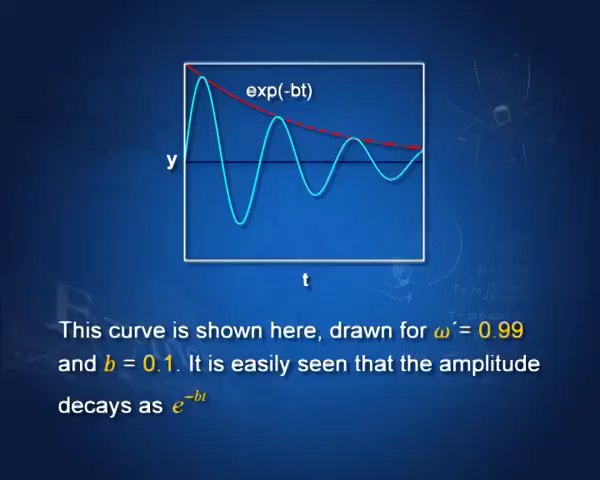 exp(-bt)
y
t
This curve is shown here, drawn for ω´= 0.99
and b = 0.1. It is easily seen that the amplitude
decays as e^{-bt}